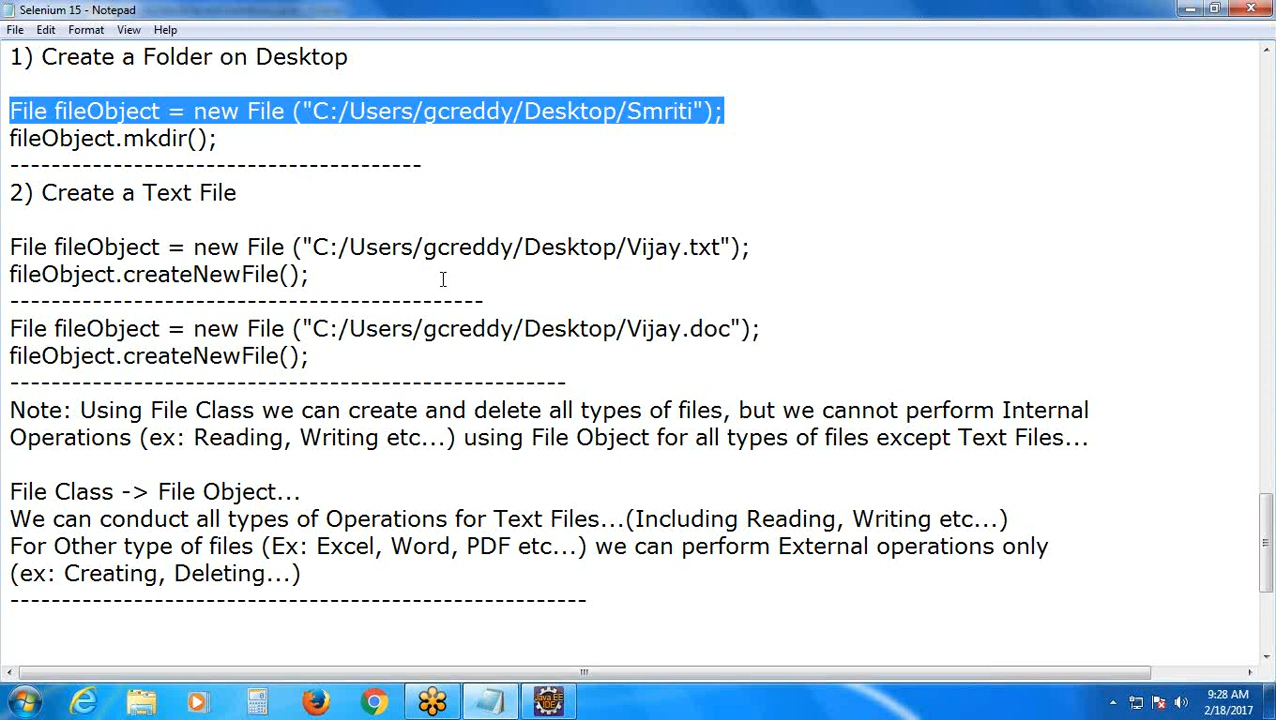 Selenium 15 - Notepad
File Edit Format View Help
1) Create a Folder on Desktop
File fileObject = new File ("C:/Users/gcreddy/Desktop/Smriti");
fileObject.mkdir();
----------------------------------------
2) Create a Text File
File fileObject = new File ("C:/Users/gcreddy/Desktop/Vijay.txt");
fileObject.createNewFile();
----------------------------------------------
File fileObject = new File ("C:/Users/gcreddy/Desktop/Vijay.doc");
fileObject.createNewFile();
------------------------------------------------------
Note: Using File Class we can create and delete all types of files, but we cannot perform Internal
Operations (ex: Reading, Writing etc...) using File Object for all types of files except Text Files...
File Class -> File Object...
We can conduct all types of Operations for Text Files...(Including Reading, Writing etc...)
For Other type of files (Ex: Excel, Word, PDF etc...) we can perform External operations only
(ex: Creating, Deleting...)
--------------------------------------------------------
Java EE
IDE
9:28 AM
2/18/2017